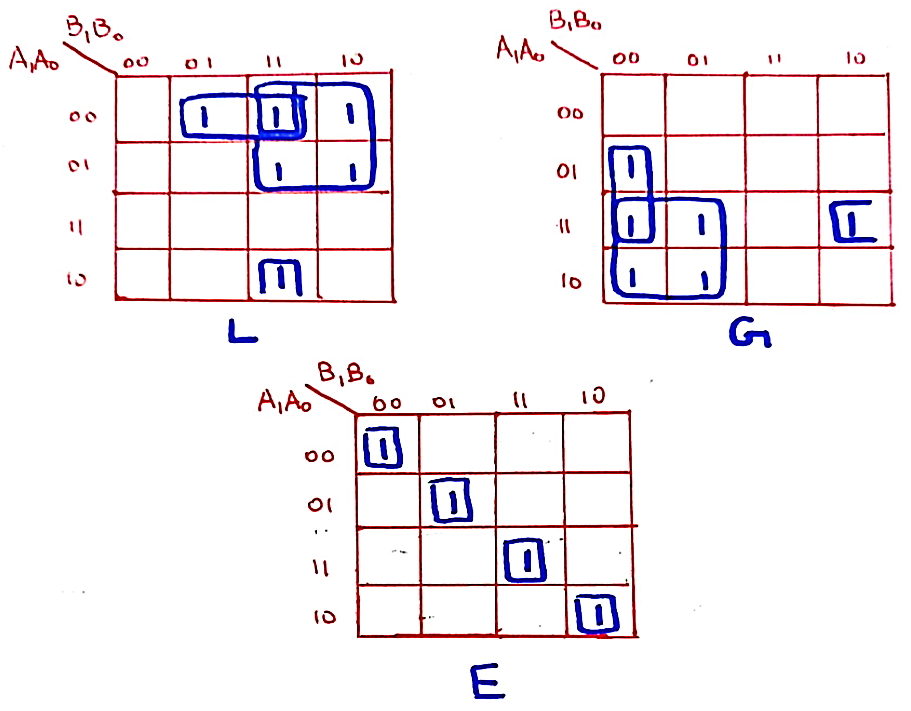 B₁B₀
A₁A₀ 00 01 11 10
00 1 1 1
01 1 1
11
10 1
L
B₁B₀
A₁A₀ 00 01 11 10
00
01 1
11 1 1 1
10 1 1
G
B₁B₀
A₁A₀ 00 01 11 10
00 1
01 1
11 1
10 1
E